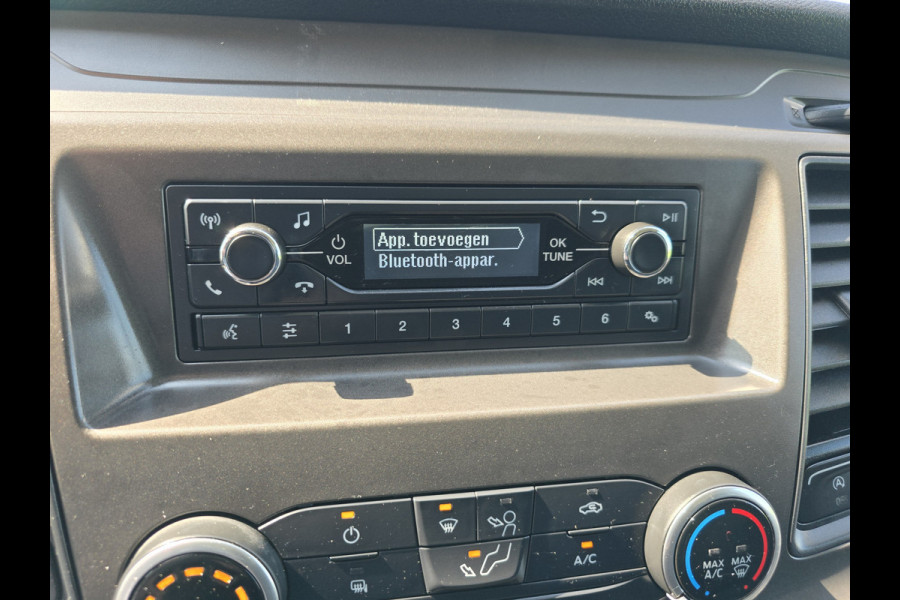 App. toevoegen
Bluetooth-appar.
VOL
OK
TUNE
1 2 3 4 5 6
A/C
MAX
A/C
MAX